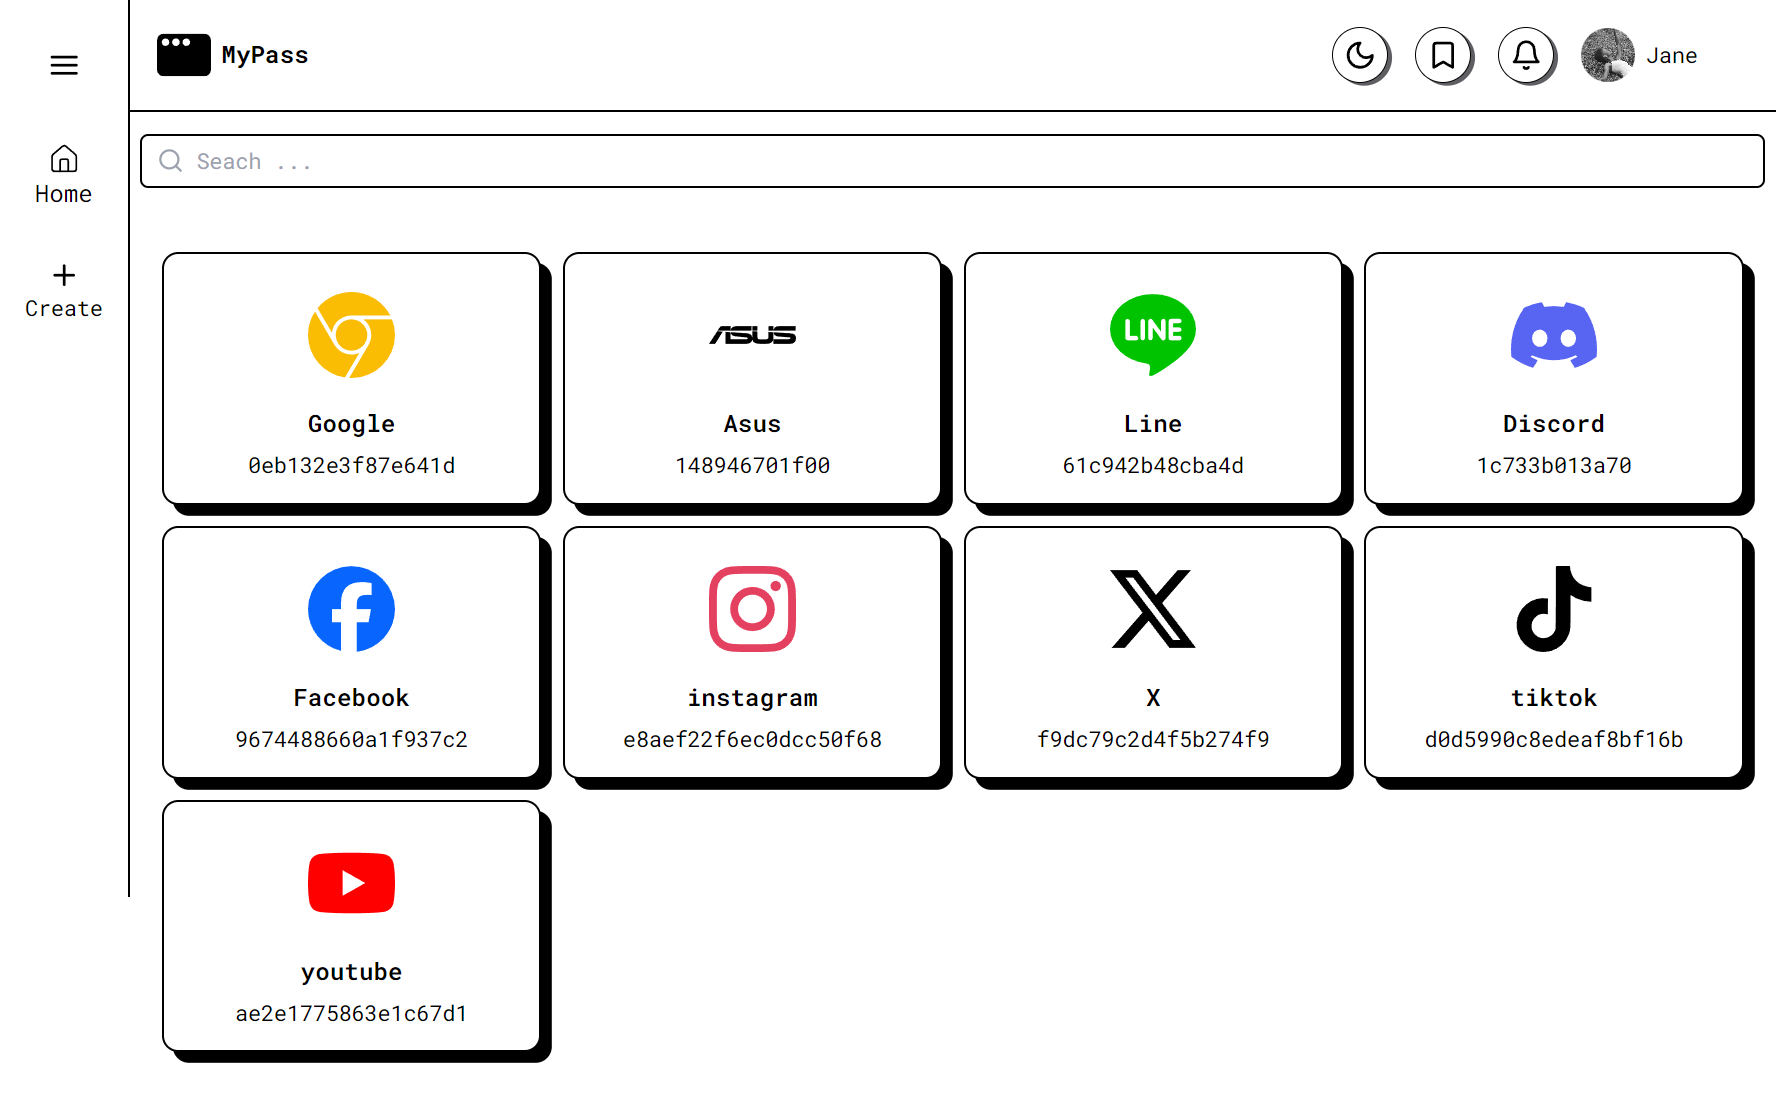 MyPass
Jane
Home
Create
Seach ...
Google
0eb132e3f87e641d
ASUS
Asus
148946701f00
LINE
Line
61c942b48cba4d
Discord
1c733b013a70
Facebook
9674488660a1f937c2
instagram
e8aef22f6ec0dcc50f68
X
f9dc79c2d4f5b274f9
tiktok
d0d5990c8edeaf8bf16b
youtube
ae2e1775863e1c67d1